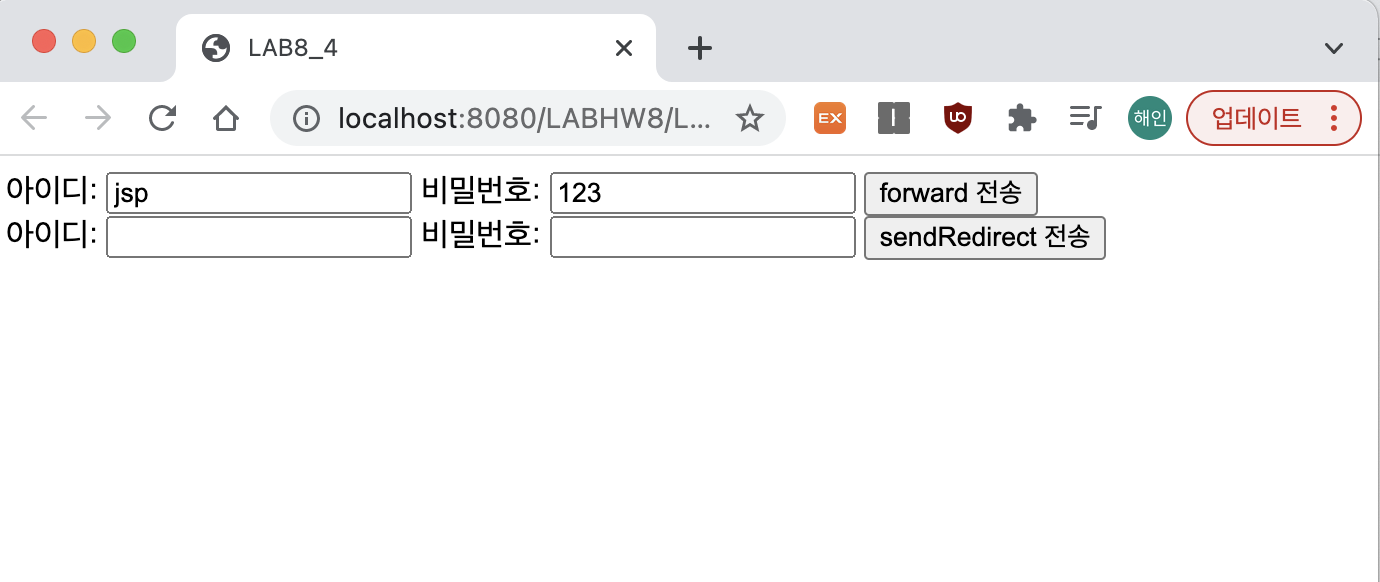 LAB8_4
localhost:8080/LABHW8/L...
EX
UO
해인
업데이트
아이디: jsp 비밀번호: 123 forward 전송
아이디: 비밀번호: sendRedirect 전송